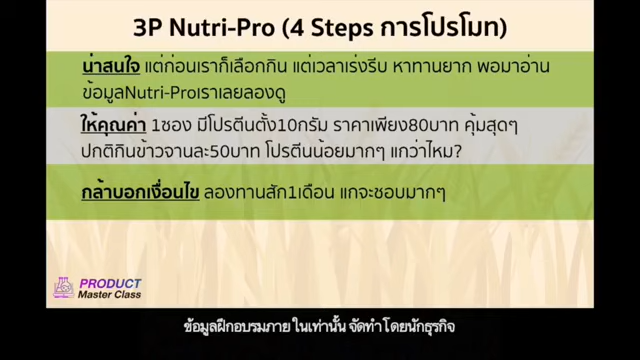 3P Nutri-Pro (4 Steps การโปรโมท)
น่าสนใจ แต่ก่อนเราก็เลือกกิน แต่เวลาเร่งรีบ หาทานยาก พอมาอ่าน
ข้อมูลNutri-Proเราเลยลองดู
ให้คุณค่า 1ซอง มีโปรตีนตั้ง10กรัม ราคาเพียง80บาท คุ้มสุดๆ
ปกติกินข้าวจานละ50บาท โปรตีนน้อยมากๆ แกว่าไหม?
กล้าบอกเงื่อนไข ลองทานสัก1เดือน แกจะชอบมากๆ
PRODUCT
Master Class
ข้อมูลฝึกอบรมภายในเท่านั้น จัดทำโดยนักธุรกิจ